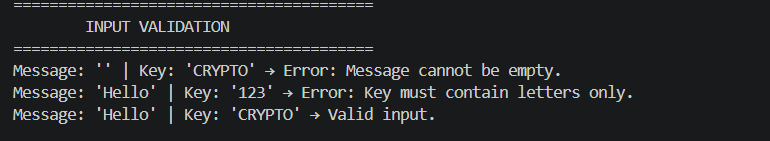 ========================================
INPUT VALIDATION
========================================
Message: '' | Key: 'CRYPTO' → Error: Message cannot be empty.
Message: 'Hello' | Key: '123' → Error: Key must contain letters only.
Message: 'Hello' | Key: 'CRYPTO' → Valid input.